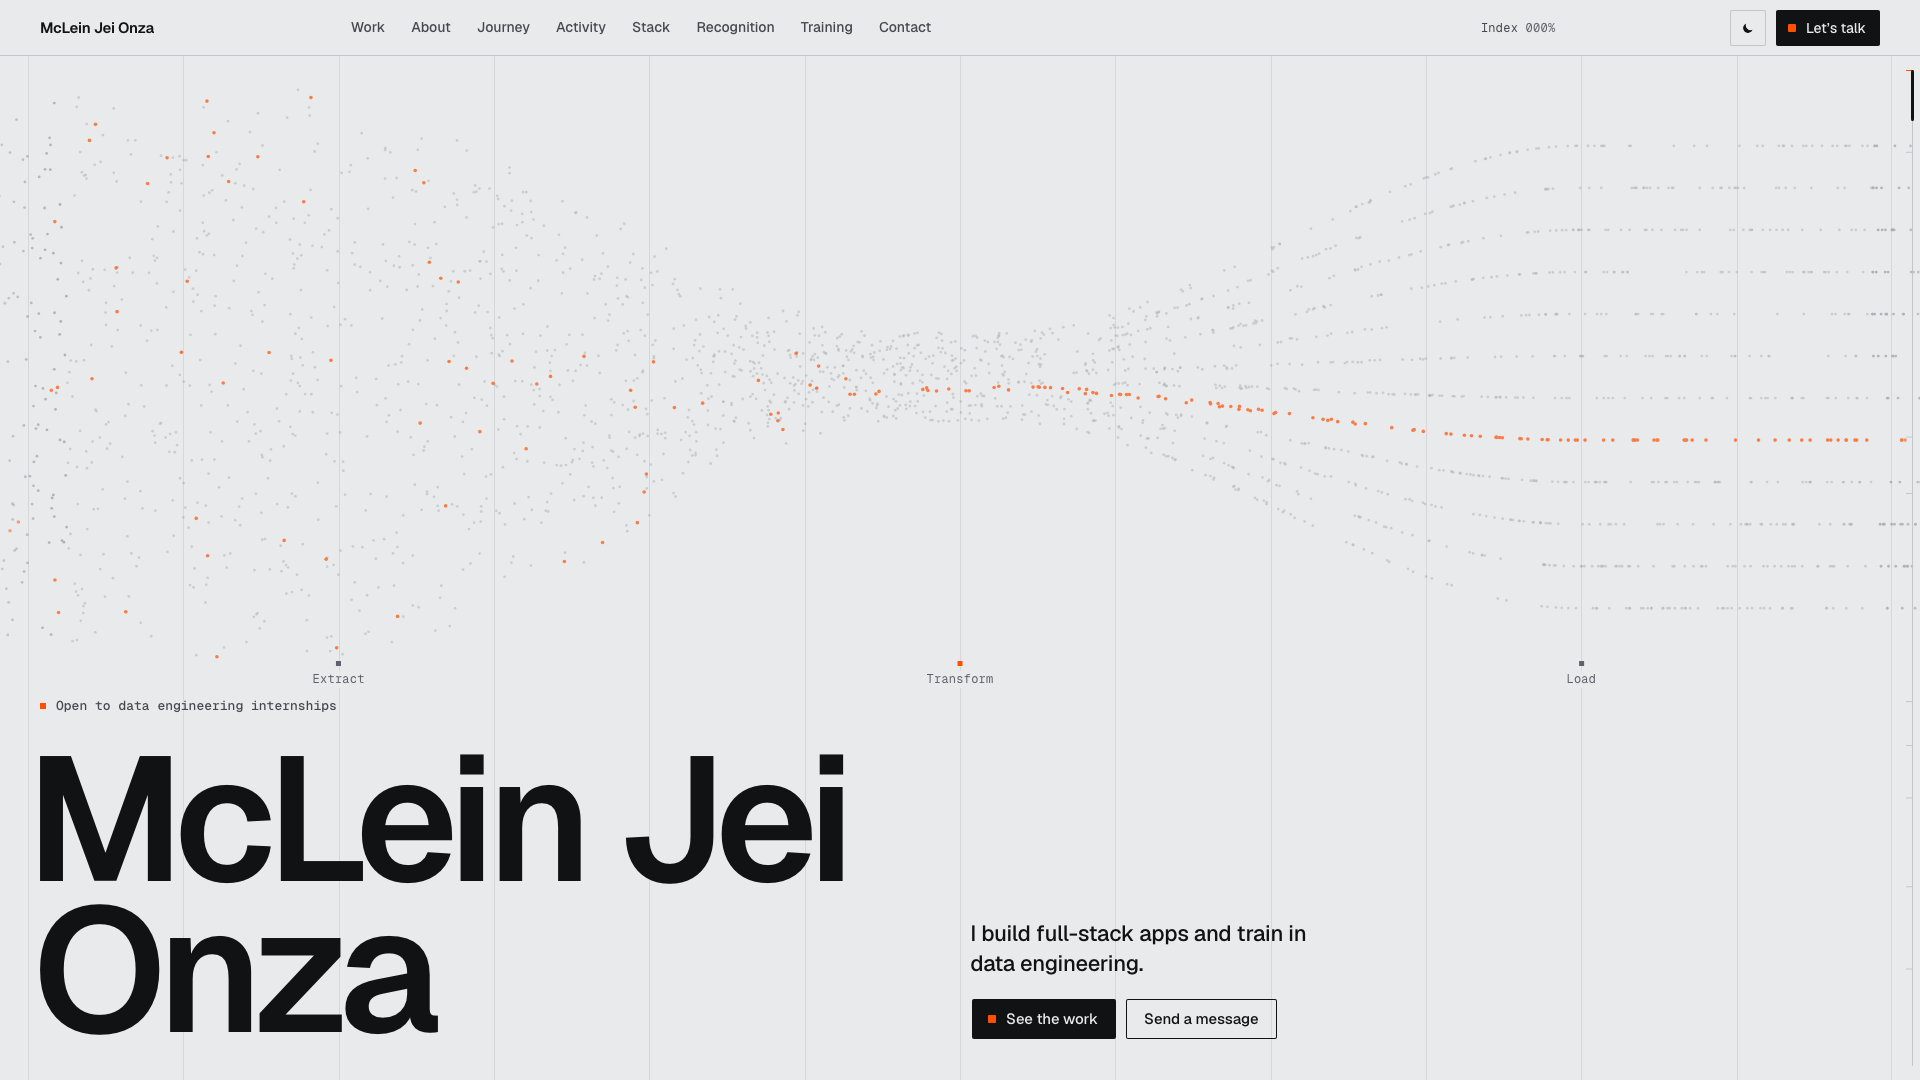 McLein Jei Onza
Work About Journey Activity Stack Recognition Training Contact
Index 000%
Let's talk
Extract
Transform
Load
Open to data engineering internships
McLein Jei
Onza
I build full-stack apps and train in
data engineering.
See the work
Send a message